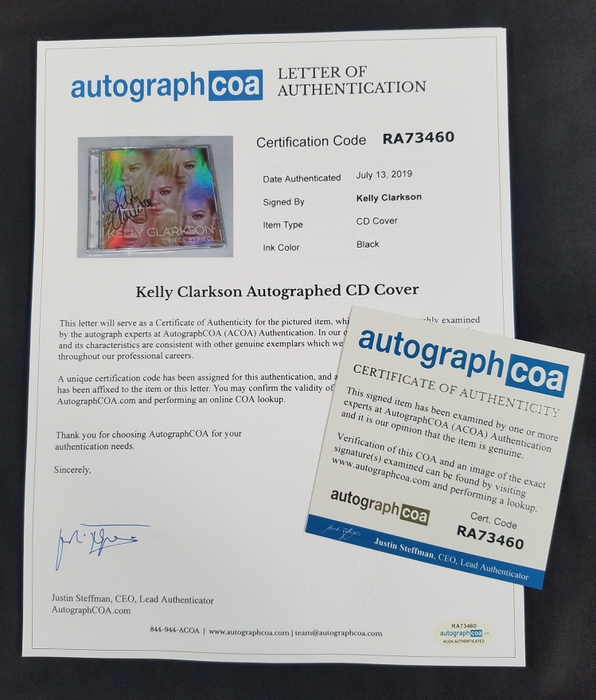 autographcoa
LETTER OF
AUTHENTICATION
Certification Code RA73460
Date Authenticated July 13, 2019
Signed By Kelly Clarkson
Item Type CD Cover
Ink Color Black
KELLY CLARKSON
PIECE BY PIECE
Kelly Clarkson Autographed CD Cover
This letter will serve as a Certificate of Authenticity for the pictured item, examined
by the autograph experts at AutographCOA (ACOA) Authentication. In our
and its characteristics are consistent with other genuine exemplars which we
throughout our professional careers.
A unique certification code has been assigned for this authentication, and
has been affixed to the item or this letter. You may confirm the validity of
AutographCOA.com and performing an online COA lookup.
Thank you for choosing AutographCOA for your
authentication needs.
Sincerely,
Justin Steffman, CEO, Lead Authenticator
AutographCOA.com
844-944-ACOA | www.autographcoa.com | team@autographcoa.com
RA73460
autographcoa
ACOA AUTHENTICATED
autographcoa
CERTIFICATE OF AUTHENTICITY
This signed item has been examined by one or more
experts at AutographCOA (ACOA) Authentication
and it is our opinion that the item is genuine.
Verification of this COA and an image of the exact
signature(s) examined can be found by visiting
www.autographcoa.com and performing a lookup.
autographcoa
Cert. Code
RA73460
Justin Steffman, CEO, Lead Authenticator